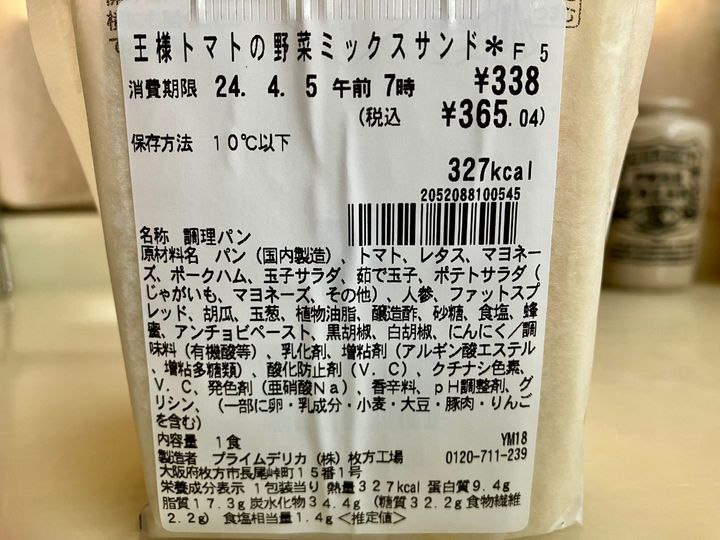 王様トマトの野菜ミックスサンド＊Ｆ５
消費期限 24. 4. 5 午前 7時 ¥338
(税込 ¥365.04)
保存方法 １０℃以下
327kcal
2052088100545
名称 調理パン
原材料名 パン（国内製造）、トマト、レタス、マヨネー
ズ、ポークハム、玉子サラダ、茹で玉子、ポテトサラダ（
じゃがいも、マヨネーズ、その他）、人参、ファットスプ
レッド、胡瓜、玉葱、植物油脂、醸造酢、砂糖、食塩、蜂
蜜、アンチョビペースト、黒胡椒、白胡椒、にんにく／調
味料（有機酸等）、乳化剤、増粘剤（アルギン酸エステル
、増粘多糖類）、酸化防止剤（Ｖ．Ｃ）、クチナシ色素、
Ｖ．Ｃ、発色剤（亜硝酸Ｎａ）、香辛料、ｐＨ調整剤、グ
リシン、（一部に卵・乳成分・小麦・大豆・豚肉・りんご
を含む）
内容量 １食 YM18
製造者 プライムデリカ（株）枚方工場 0120-711-239
大阪府枚方市長尾峠町１５番１号
栄養成分表示 １包装当り 熱量３２７kcal 蛋白質９.４g
脂質１７.３g 炭水化物３４.４g（糖質３２.２g 食物繊維
２.２g） 食塩相当量１.４g＜推定値＞